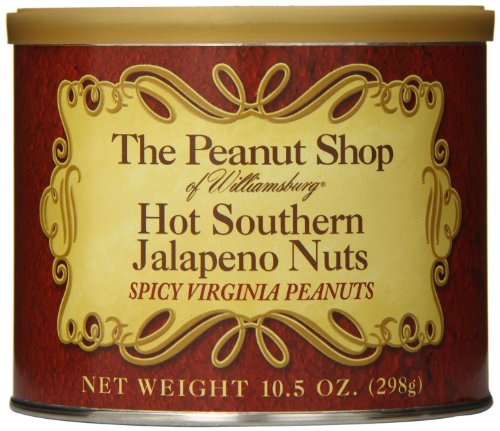 The Peanut Shop
of Williamsburg®
Hot Southern
Jalapeno Nuts
SPICY VIRGINIA PEANUTS
NET WEIGHT 10.5 OZ. (298g)